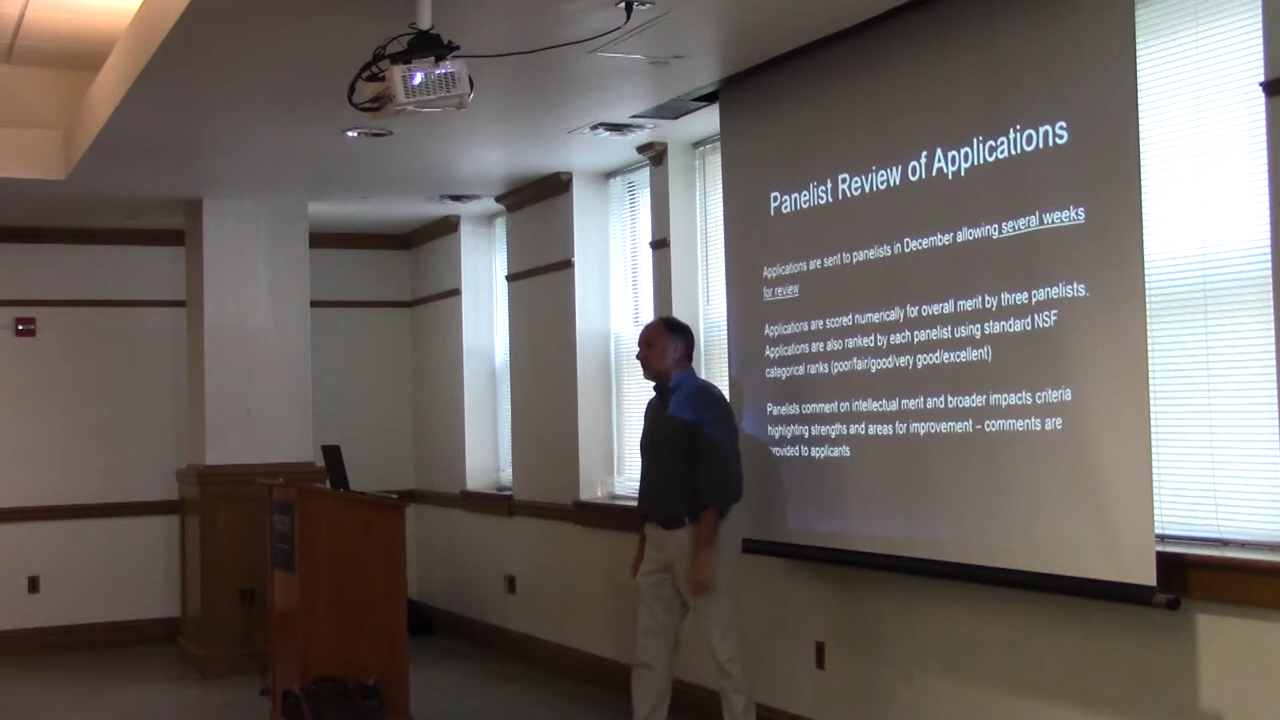 Panelist Review of Applications
Applications are sent to panelists in December allowing several weeks
for review
Applications are scored numerically for overall merit by three panelists.
Applications are also ranked by each panelist using standard NSF
categorical ranks (poor/fair/good/very good/excellent)
Panelists comment on intellectual merit and broader impacts criteria
highlighting strengths and areas for improvement – comments are
provided to applicants